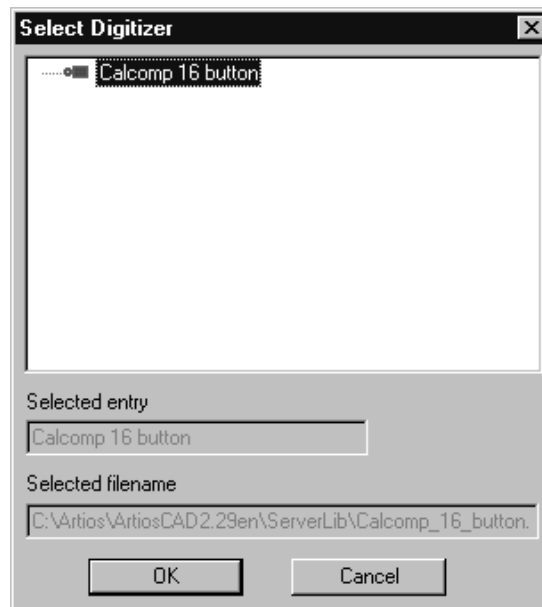 Select Digitizer
Calcomp 16 button
Selected entry
Calcomp 16 button
Selected filename
C:\Artios\ArtiosCAD2.29en\ServerLib\Calcomp_16_button.
OK Cancel